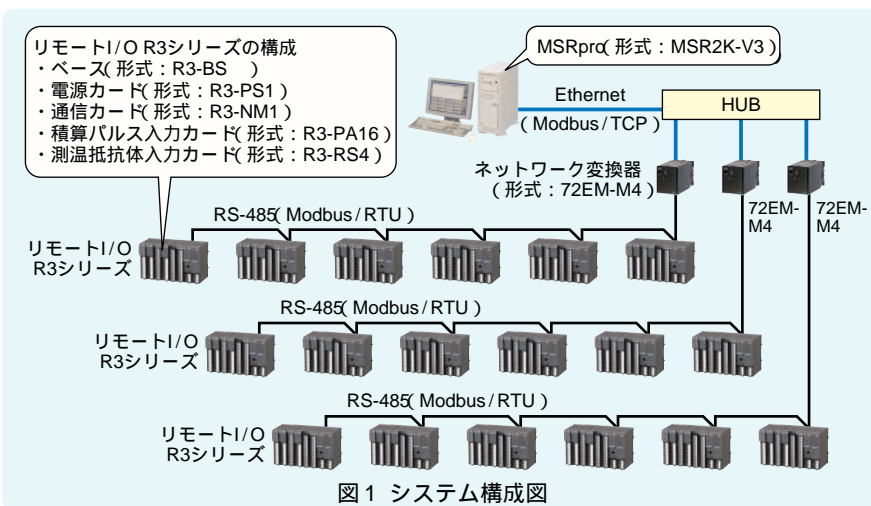 リモートI/O R3シリーズの構成
・ベース(形式：R3-BS　)
・電源カード(形式：R3-PS1)
・通信カード(形式：R3-NM1)
・積算パルス入力カード(形式：R3-PA16)
・測温抵抗体入力カード(形式：R3-RS4)
MSRpro(形式：MSR2K-V3)
Ethernet
(Modbus/TCP)
HUB
ネットワーク変換器
(形式：72EM-M4)
72EM-
M4
72EM-
M4
RS-485(Modbus/RTU)
リモートI/O
R3シリーズ
RS-485(Modbus/RTU)
リモートI/O
R3シリーズ
RS-485(Modbus/RTU)
リモートI/O
R3シリーズ
図1 システム構成図